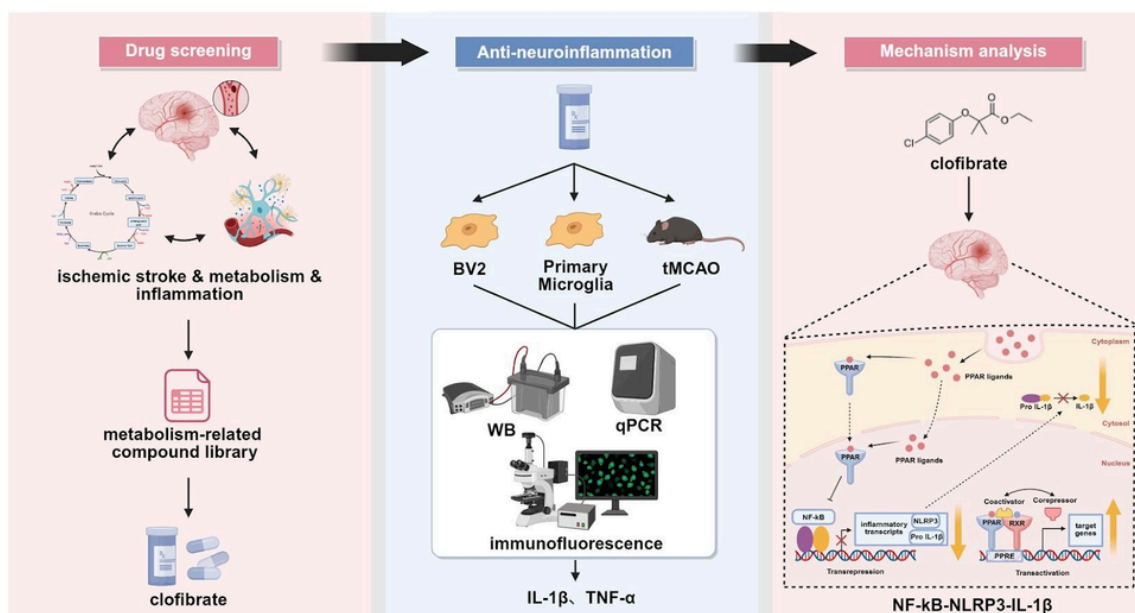 Drug screening
Krebs Cycle
ischemic stroke & metabolism &
inflammation
metabolism-related
compound library
clofibrate
Anti-neuroinflammation
BV2
Primary
Microglia
tMCAO
WB
qPCR
immunofluorescence
IL-1β、TNF-α
Mechanism analysis
Cl
O
O
O
clofibrate
Cytoplasm
PPAR
PPAR ligands
Pro IL-1β
IL-1β
Cytosol
PPAR
PPAR ligands
Nucleus
NF-kB
inflammatory
transcripts
NLRP3
Pro IL-1β
Transrepression
Coactivator
Corepressor
PPAR
RXR
PPRE
target
genes
Transactivation
NF-kB-NLRP3-IL-1β